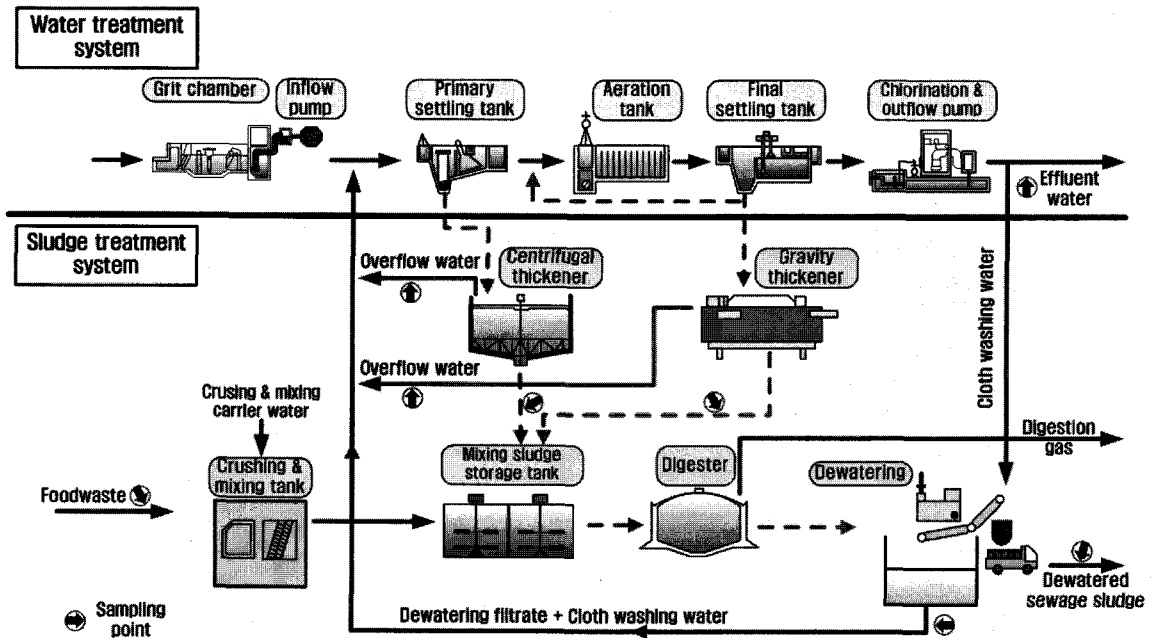 Water treatment
system
Grit chamber
Inflow
pump
Primary
settling tank
Aeration
tank
Final
settling tank
Chlorination &
outflow pump
Effluent
water
Sludge treatment
system
Overflow water
Centrifugal
thickener
Gravity
thickener
Cloth washing water
Overflow water
Crusing & mixing
carrier water
Crushing &
mixing tank
Mixing sludge
storage tank
Digester
Dewatering
Digestion
gas
Foodwaste
Dewatered
sewage sludge
Sampling
point
Dewatering filtrate + Cloth washing water